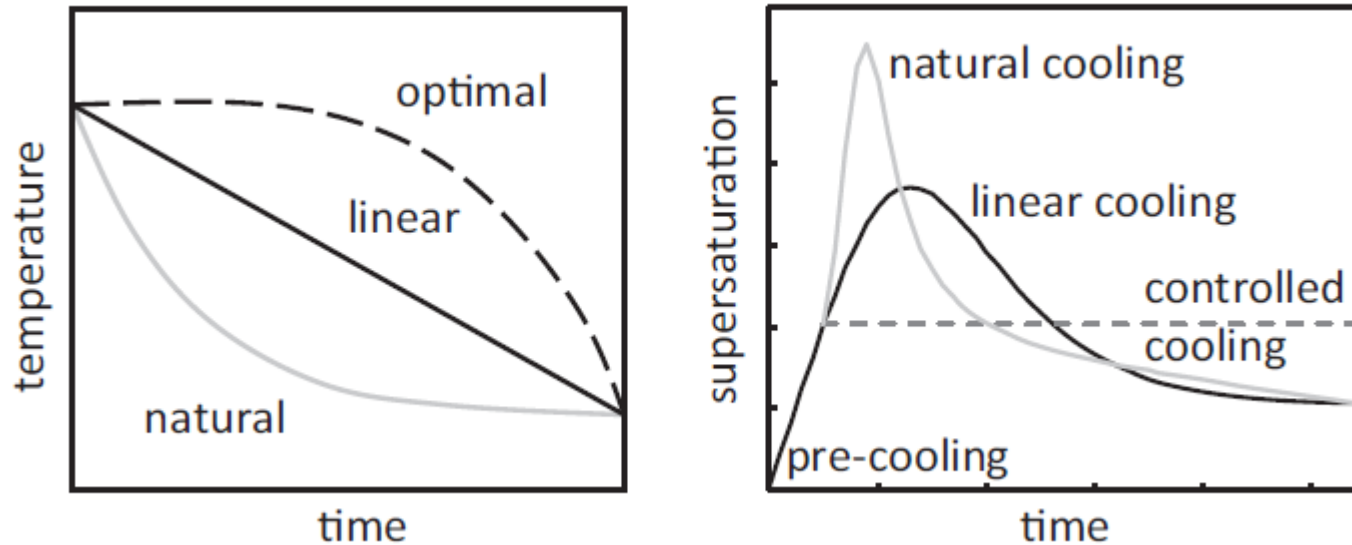 optimal
linear
natural
temperature
time
natural cooling
linear cooling
controlled
cooling
pre-cooling
supersaturation
time